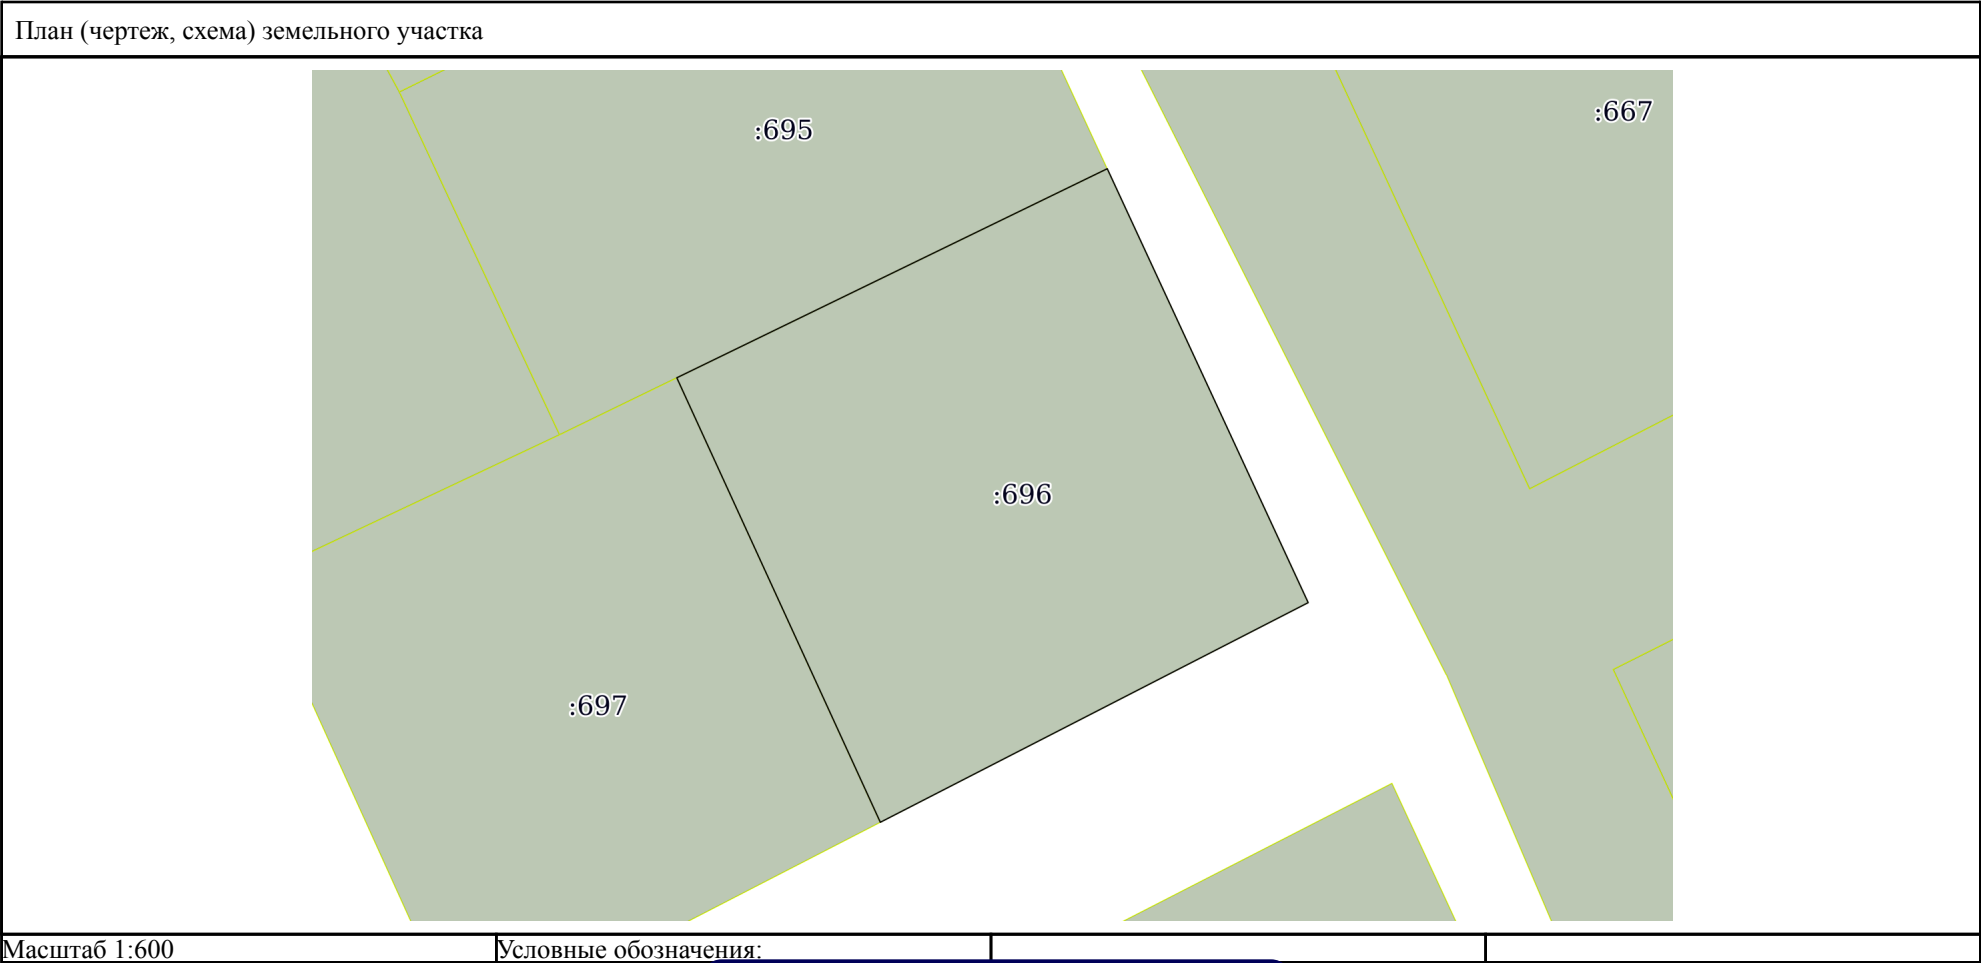 План (чертеж, схема) земельного участка
:695
:667
:696
:697
Масштаб 1:600
Условные обозначения: